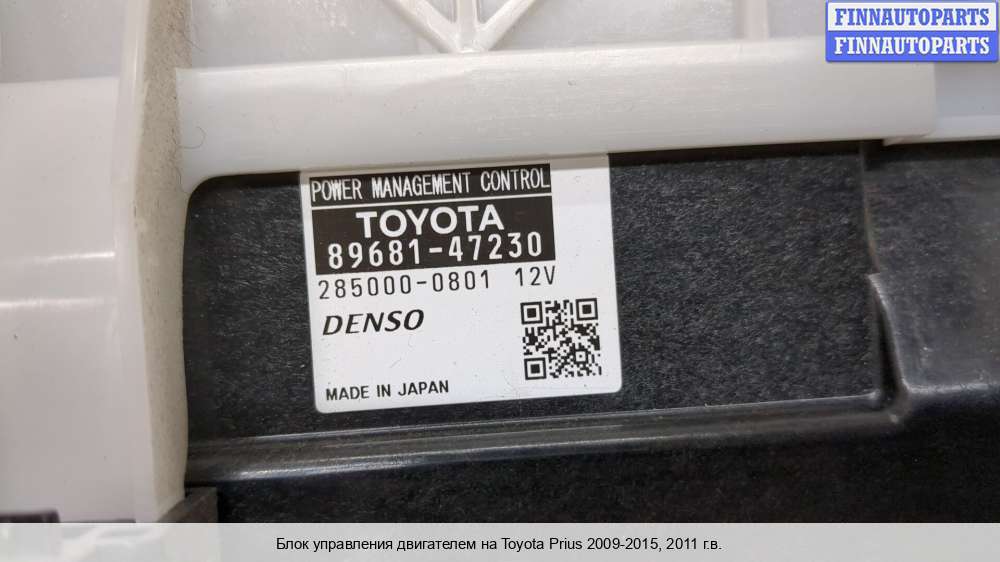 FINNAUTOPARTS
FINNAUTOPARTS
POWER MANAGEMENT CONTROL
TOYOTA
89681-47230
285000-0801 12V
DENSO
MADE IN JAPAN
Блок управления двигателем на Toyota Prius 2009-2015, 2011 г.в.